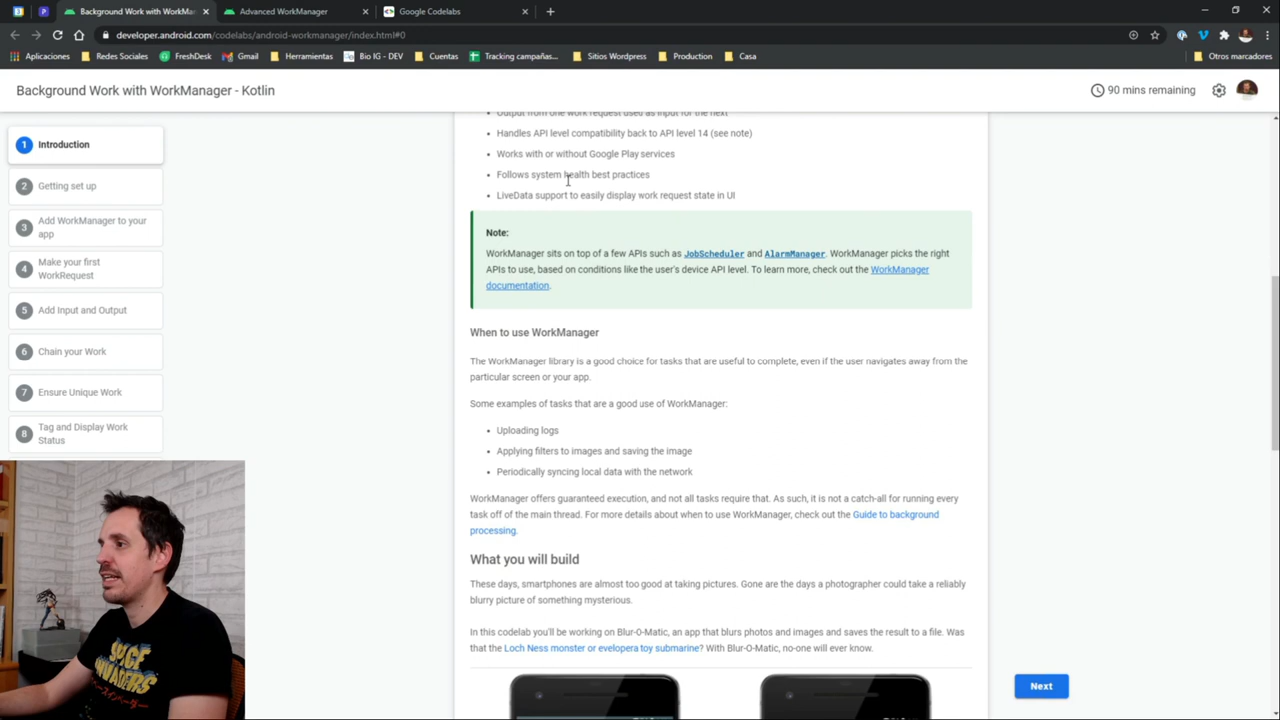 Background Work with WorkMan
Advanced WorkManager
Google Codelabs
developer.android.com/codelabs/android-workmanager/index.html#0
Aplicaciones
Redes Sociales
FreshDesk
Gmail
Herramientas
Bio IG - DEV
Cuentas
Tracking campañas...
Sitios Wordpress
Production
Casa
Otros marcadores
Background Work with WorkManager - Kotlin
90 mins remaining
1 Introduction
2 Getting set up
3 Add WorkManager to your
app
4 Make your first
WorkRequest
5 Add Input and Output
6 Chain your Work
7 Ensure Unique Work
8 Tag and Display Work
Status
Output from one work request used as input for the next
Handles API level compatibility back to API level 14 (see note)
Works with or without Google Play services
Follows system health best practices
LiveData support to easily display work request state in UI
Note:
WorkManager sits on top of a few APIs such as JobScheduler and AlarmManager. WorkManager picks the right
APIs to use, based on conditions like the user's device API level. To learn more, check out the WorkManager
documentation.
When to use WorkManager
The WorkManager library is a good choice for tasks that are useful to complete, even if the user navigates away from the
particular screen or your app.
Some examples of tasks that are a good use of WorkManager:
Uploading logs
Applying filters to images and saving the image
Periodically syncing local data with the network
WorkManager offers guaranteed execution, and not all tasks require that. As such, it is not a catch-all for running every
task off of the main thread. For more details about when to use WorkManager, check out the Guide to background
processing.
What you will build
These days, smartphones are almost too good at taking pictures. Gone are the days a photographer could take a reliably
blurry picture of something mysterious.
In this codelab you'll be working on Blur-O-Matic, an app that blurs photos and images and saves the result to a file. Was
that the Loch Ness monster or evelopera toy submarine? With Blur-O-Matic, no-one will ever know.
Next